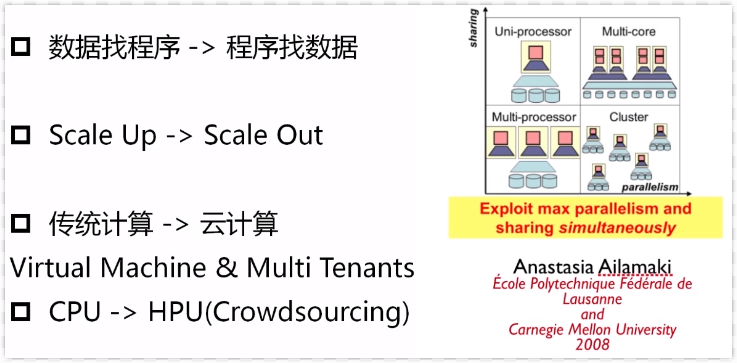 数据找程序 -> 程序找数据
Scale Up -> Scale Out
传统计算 -> 云计算
Virtual Machine & Multi Tenants
CPU -> HPU(Crowdsourcing)
sharing
Uni-processor
Multi-core
Multi-processor
Cluster
parallelism
Exploit max parallelism and
sharing simultaneously
Anastasia Ailamaki
École Polytechnique Fédérale de
Lausanne
and
Carnegie Mellon University
2008